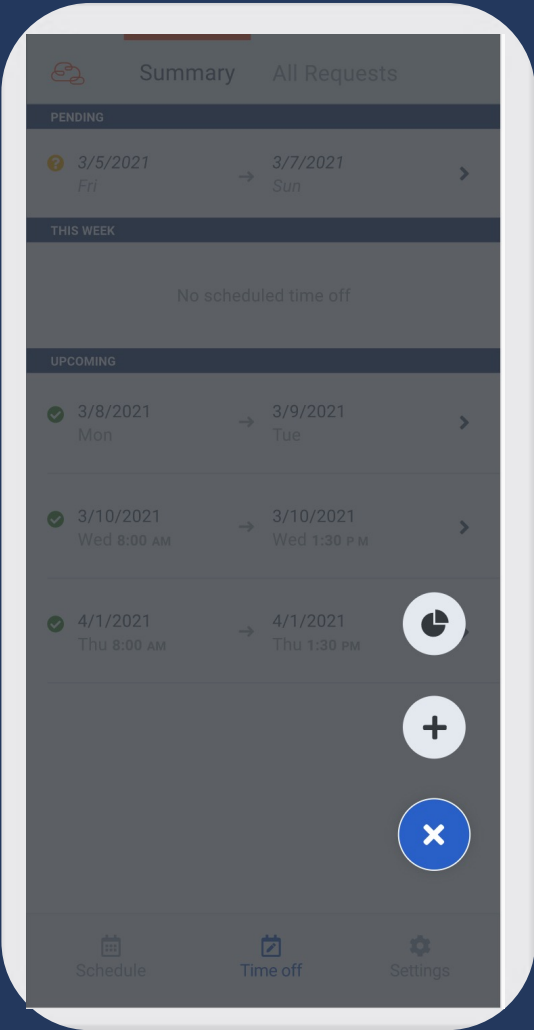 Summary All Requests
PENDING
3/5/2021 → 3/7/2021
Fri Sun
THIS WEEK
No scheduled time off
UPCOMING
3/8/2021 → 3/9/2021
Mon Tue
3/10/2021 → 3/10/2021
Wed 8:00 AM Wed 1:30 P M
4/1/2021 → 4/1/2021
Thu 8:00 AM Thu 1:30 PM
Schedule Time off Settings